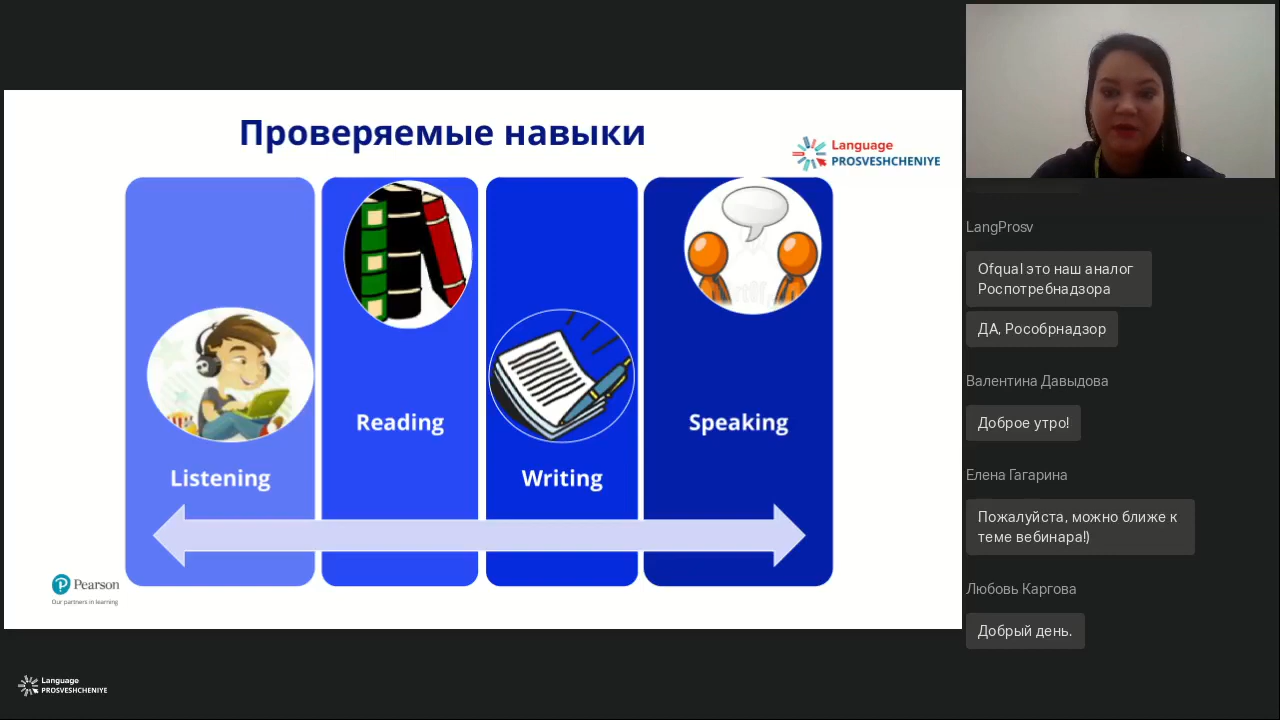 Проверяемые навыки
Language
PROSVESHCHENIYE
Listening
Reading
Writing
Speaking
Pearson
Our partners in learning
Language
PROSVESHCHENIYE
LangProsv
Ofqual это наш аналог
Роспотребнадзора
ДА, Рособрнадзор
Валентина Давыдова
Доброе утро!
Елена Гагарина
Пожалуйста, можно ближе к
теме вебинара!)
Любовь Каргова
Добрый день.